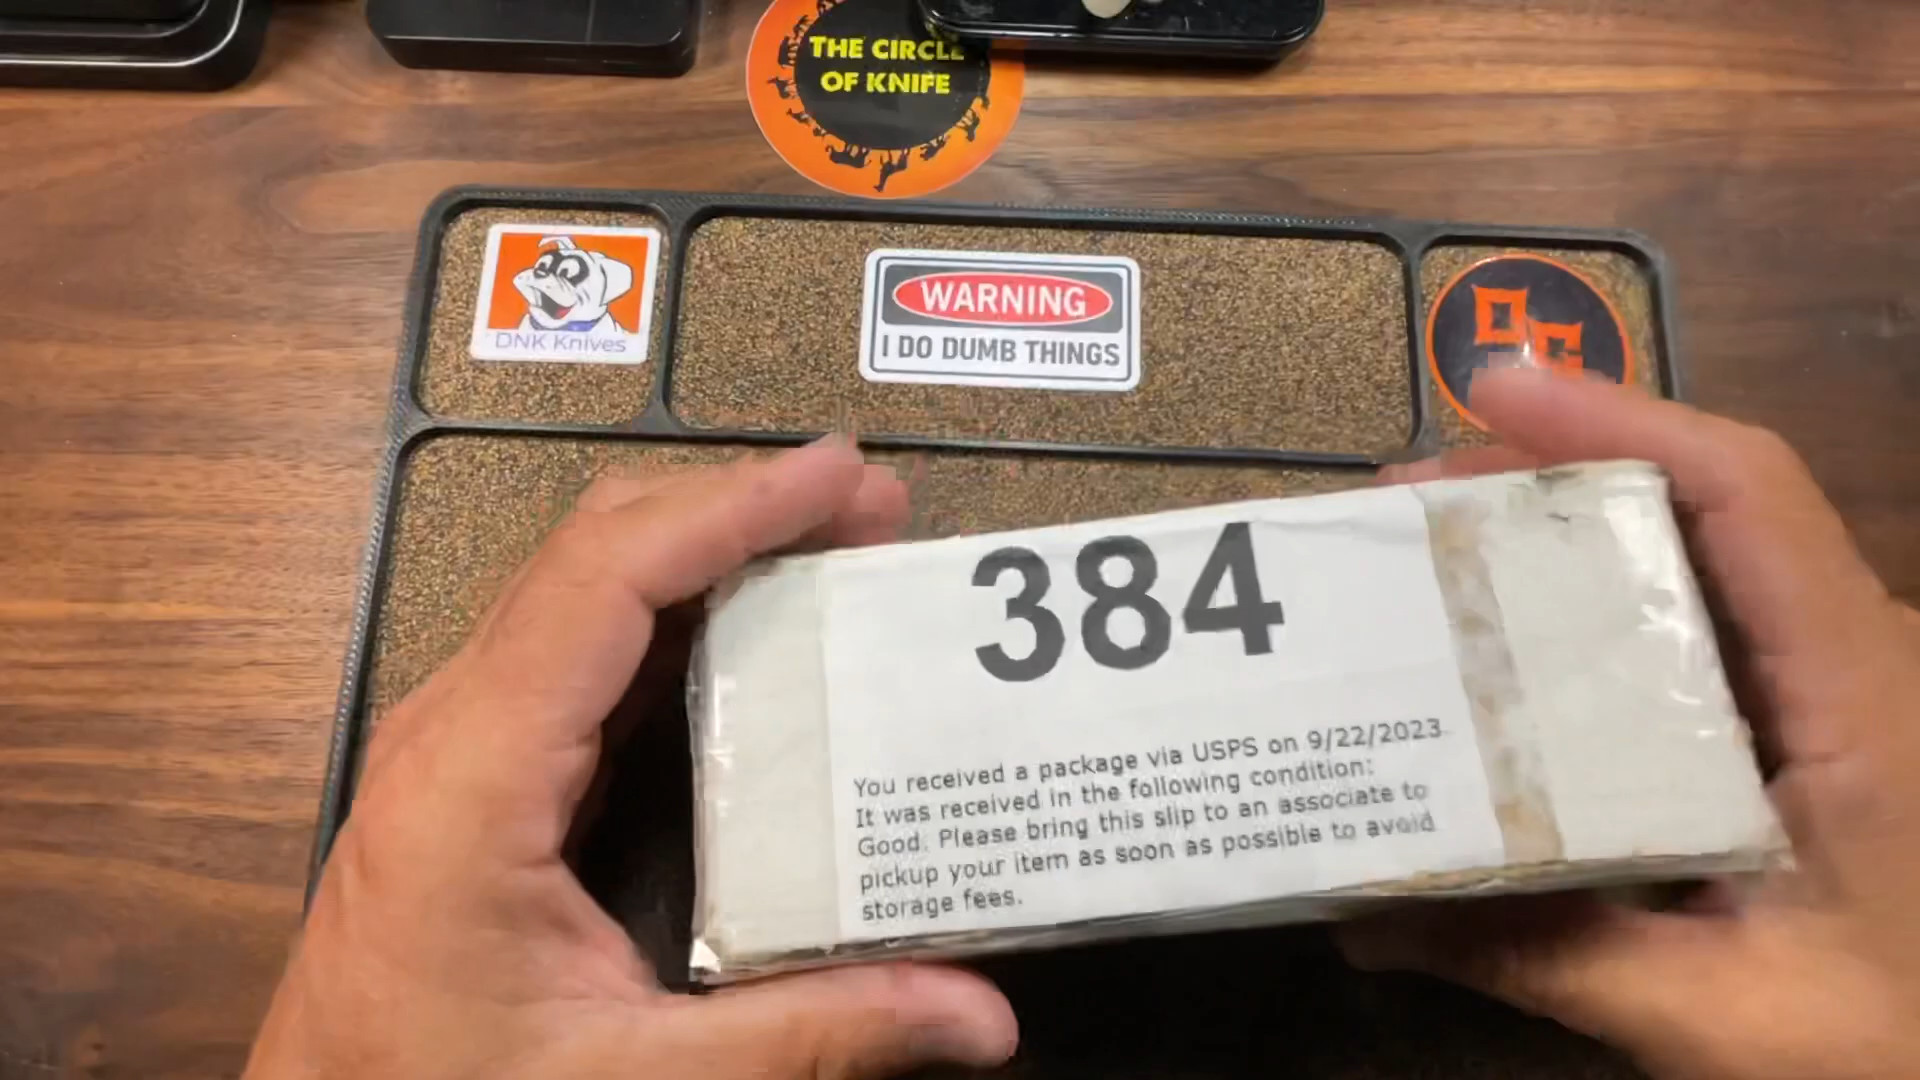 THE CIRCLE
OF KNIFE
DNK Knives
WARNING
I DO DUMB THINGS
OG
384
You received a package via USPS on 9/22/2023.
It was received in the following condition:
Good. Please bring this slip to an associate to
pickup your item as soon as possible to avoid
storage fees.